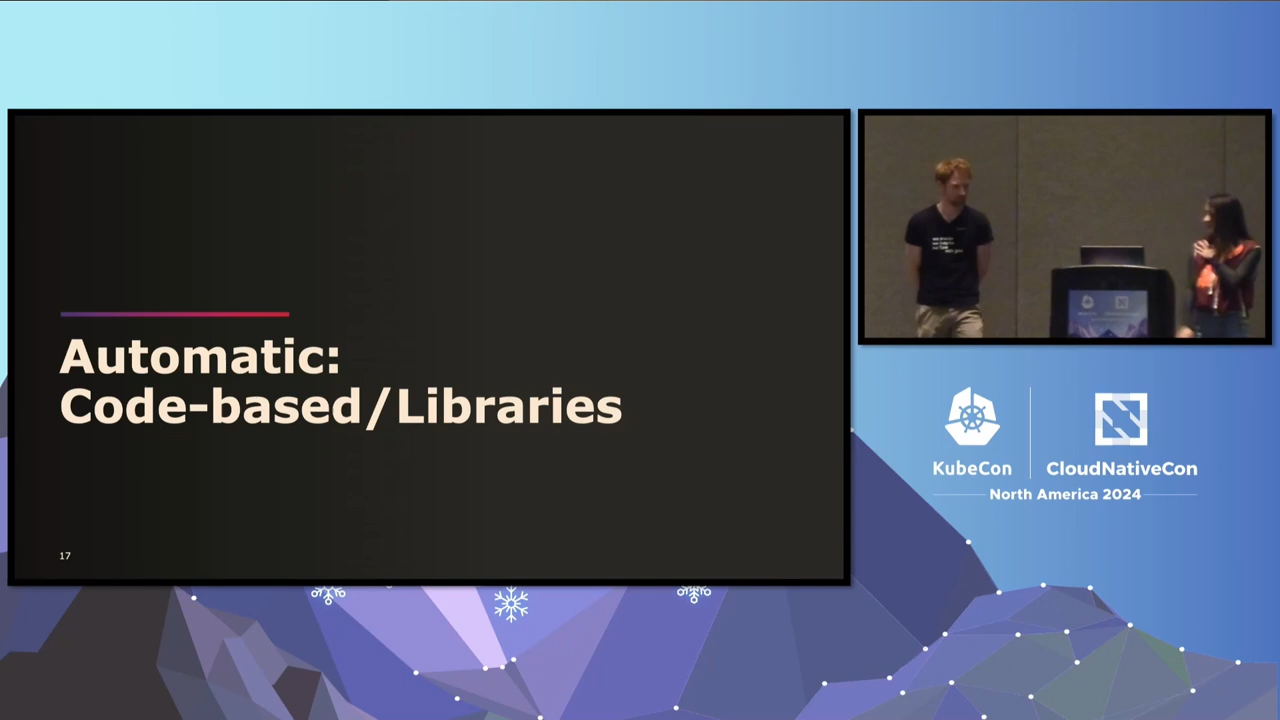 Automatic:
Code-based/Libraries
17
KubeCon
CloudNativeCon
North America 2024